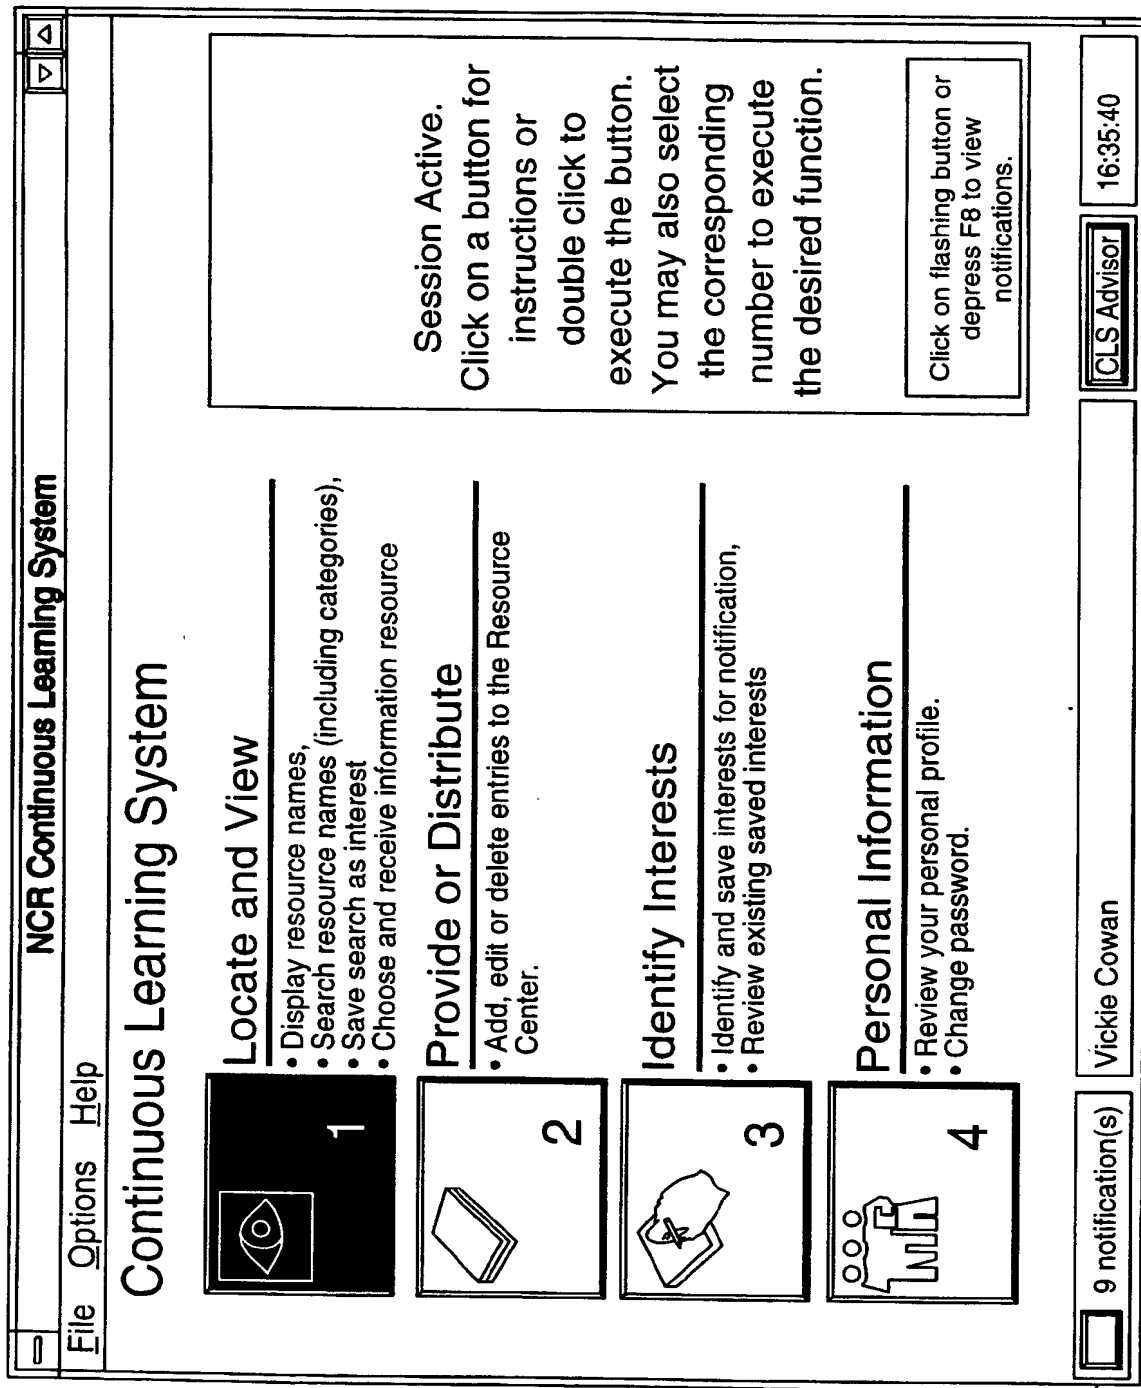 NCR Continuous Learning System
File Options Help
Continuous Learning System
1
Locate and View
• Display resource names,
• Search resource names (including categories),
• Save search as interest
• Choose and receive information resource
2
Provide or Distribute
• Add, edit or delete entries to the Resource
Center.
3
Identify Interests
• Identify and save interests for notification,
• Review existing saved interests
4
Personal Information
• Review your personal profile.
• Change password.
Session Active.
Click on a button for
instructions or
double click to
execute the button.
You may also select
the corresponding
number to execute
the desired function.
Click on flashing button or
depress F8 to view
notifications.
9 notification(s)
Vickie Cowan
CLS Advisor
16:35:40